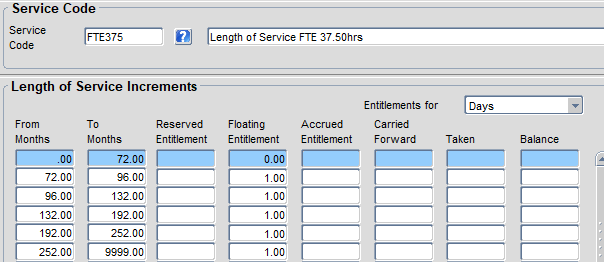 Service Code
Service Code FTE375 ? Length of Service FTE 37.50hrs
Length of Service Increments
Entitlements for Days
From Months To Months Reserved Entitlement Floating Entitlement Accrued Entitlement Carried Forward Taken Balance
.00 72.00 0.00
72.00 96.00 1.00
96.00 132.00 1.00
132.00 192.00 1.00
192.00 252.00 1.00
252.00 9999.00 1.00